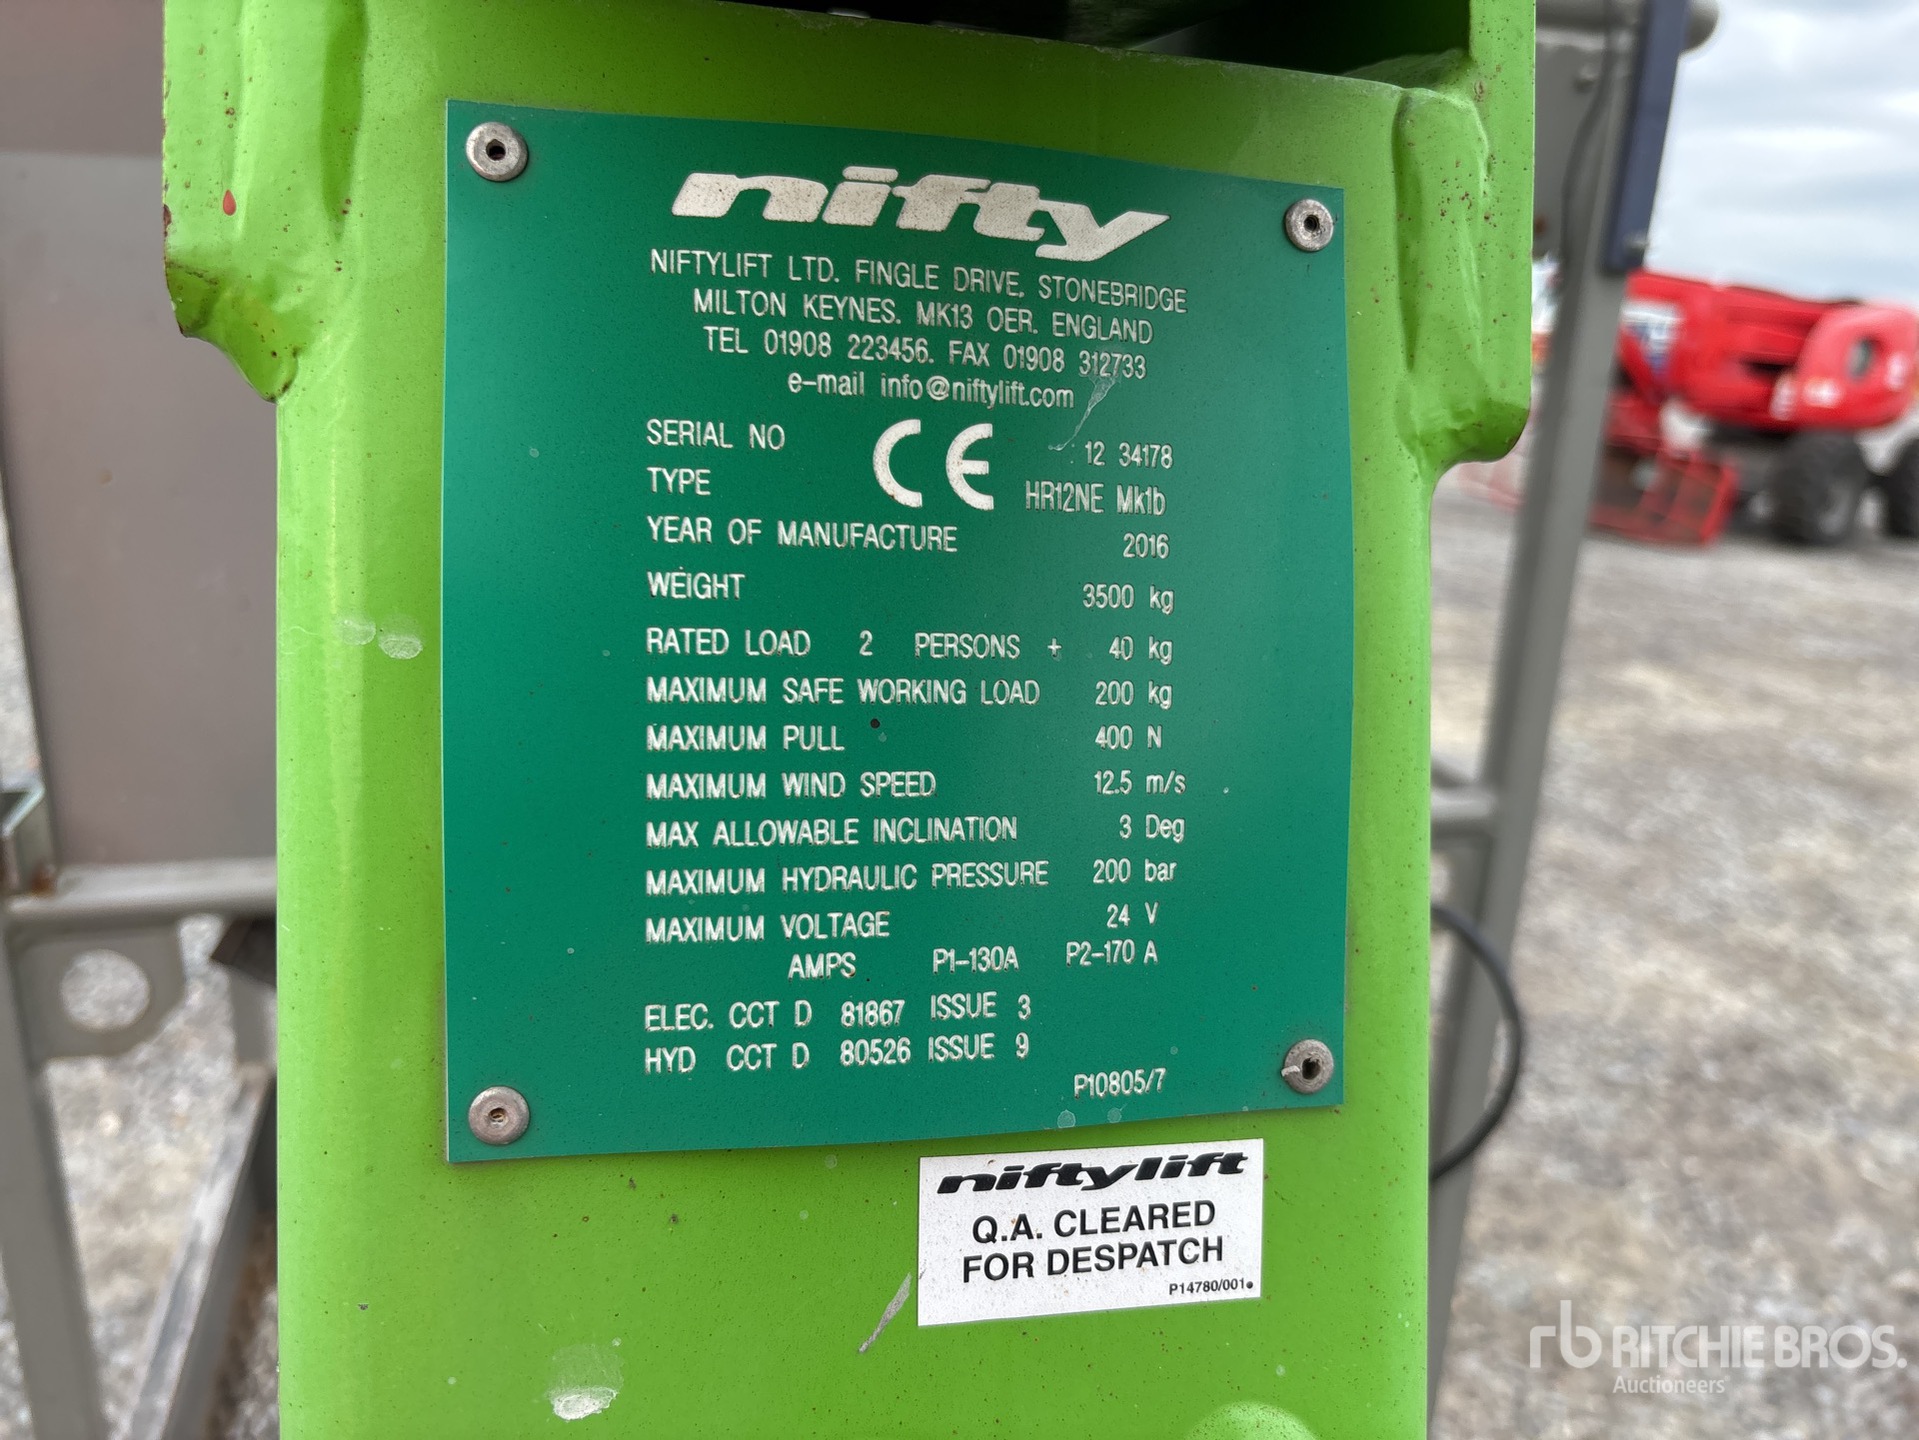 nifty
NIFTYLIFT LTD. FINGLE DRIVE, STONEBRIDGE
MILTON KEYNES. MK13 OER. ENGLAND
TEL 01908 223456. FAX 01908 312733
e-mail info@niftylift.com
SERIAL NO CE : 12 34178
TYPE HR12NE Mk1b
YEAR OF MANUFACTURE 2016
WEIGHT 3500 kg
RATED LOAD 2 PERSONS + 40 kg
MAXIMUM SAFE WORKING LOAD 200 kg
MAXIMUM PULL 400 N
MAXIMUM WIND SPEED 12.5 m/s
MAX ALLOWABLE INCLINATION 3 Deg
MAXIMUM HYDRAULIC PRESSURE 200 bar
MAXIMUM VOLTAGE 24 V
AMPS P1-130A P2-170 A
ELEC. CCT D 81867 ISSUE 3
HYD CCT D 80526 ISSUE 9
P10805/7
niftylift
Q.A. CLEARED
FOR DESPATCH
P14780/001
rb RITCHIE BROS.
Auctioneers